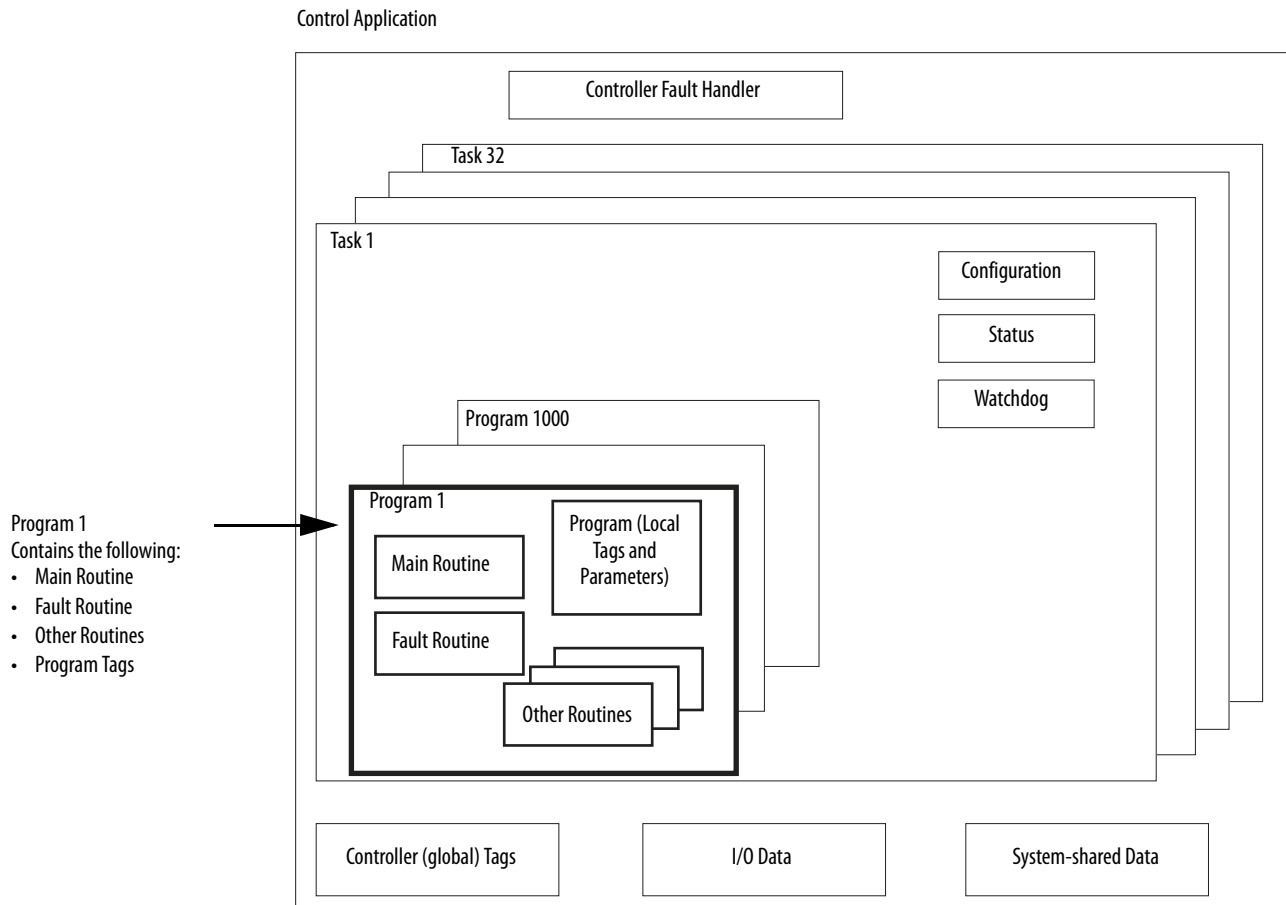 Control Application
Controller Fault Handler
Task 32
Task 1
Configuration
Status
Watchdog
Program 1000
Program 1
Main Routine
Fault Routine
Program (Local
Tags and
Parameters)
Other Routines
Program 1
Contains the following:
• Main Routine
• Fault Routine
• Other Routines
• Program Tags
Controller (global) Tags
I/O Data
System-shared Data